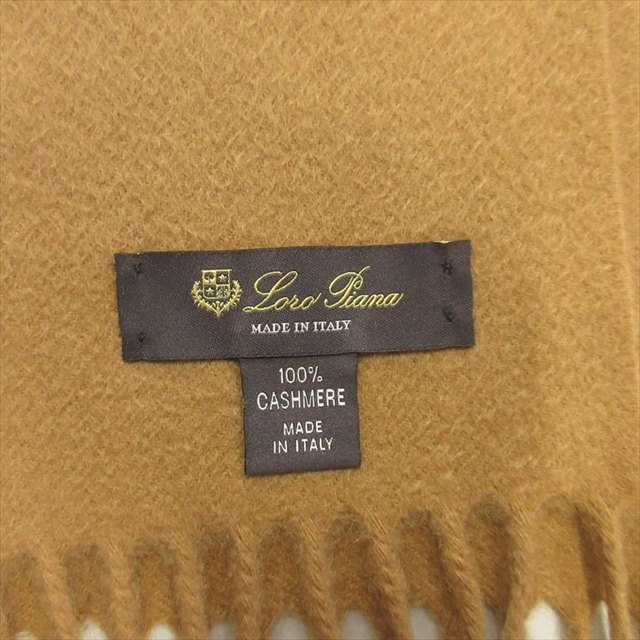 Loro Piana
MADE IN ITALY
100%
CASHMERE
MADE
IN ITALY